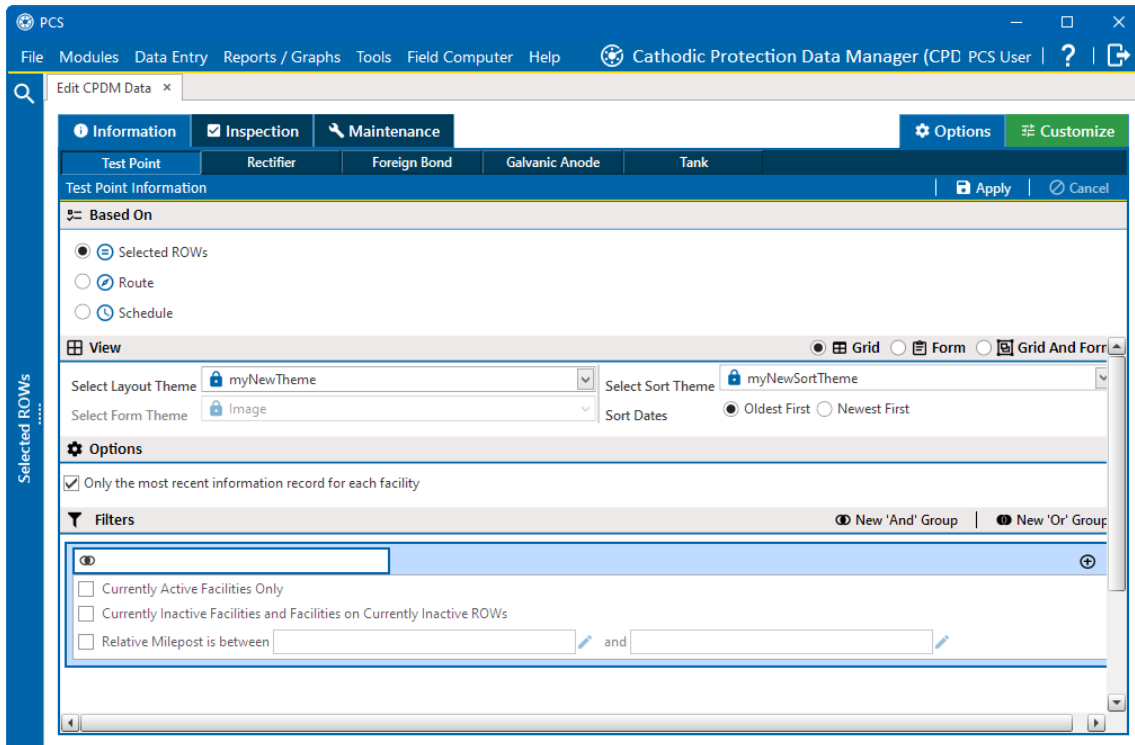 PCS
File Modules Data Entry Reports / Graphs Tools Field Computer Help Cathodic Protection Data Manager (CPD PCS User ?
Edit CPDM Data ×
Information Inspection Maintenance Options Customize
Test Point Rectifier Foreign Bond Galvanic Anode Tank
Test Point Information Apply Cancel
Based On
Selected ROWs
Route
Schedule
View Grid Form Grid And Form
Select Layout Theme myNewTheme Select Sort Theme myNewSortTheme
Select Form Theme Image Sort Dates Oldest First Newest First
Selected ROWs
Options
Only the most recent information record for each facility
Filters New 'And' Group New 'Or' Group
Currently Active Facilities Only
Currently Inactive Facilities and Facilities on Currently Inactive ROWs
Relative Milepost is between and